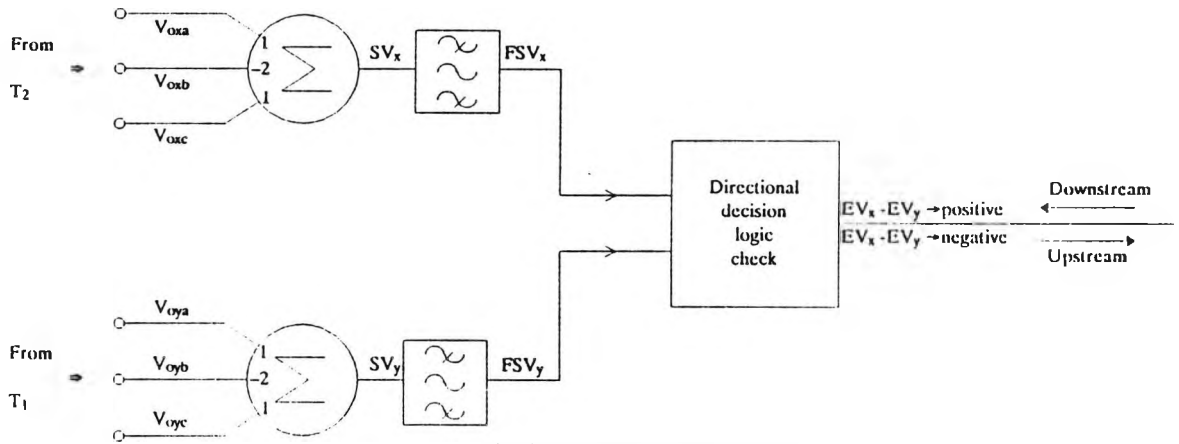 From
T2
⇒
Voxa
Voxb
Voxc
1
-2
1
Σ
SVx
FSVx
Directional
decision
logic
check
EVx -EVy →positive
EVx -EVy →negative
Downstream
Upstream
From
T1
⇒
Voya
Voyb
Voyc
1
-2
1
Σ
SVy
FSVy